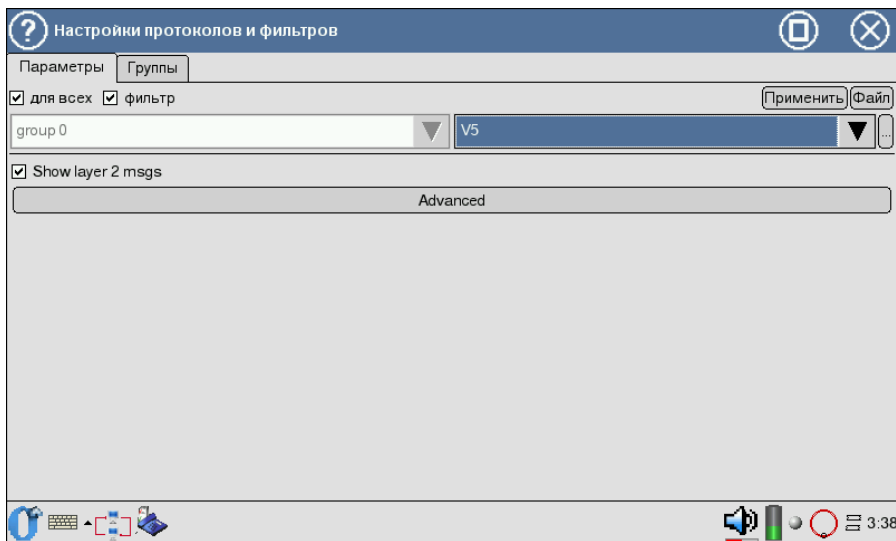 Настройки протоколов и фильтров
Параметры Группы
для всех фильтр Применить Файл
group 0 V5 ...
Show layer 2 msgs
Advanced
3:38